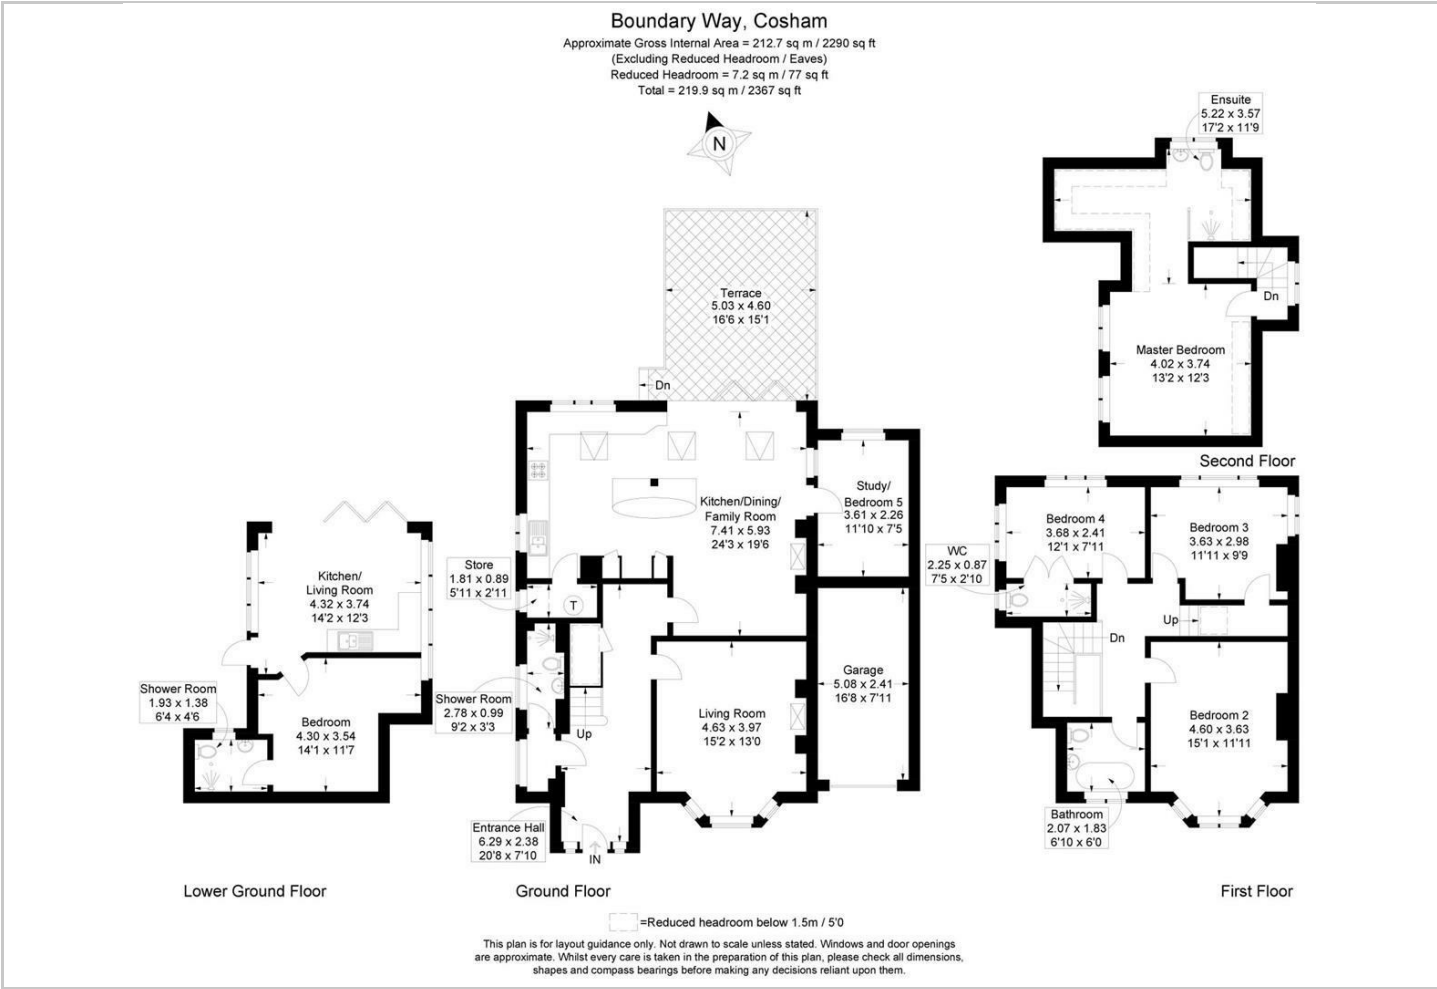 Boundary Way, Cosham
Approximate Gross Internal Area = 212.7 sq m / 2290 sq ft
(Excluding Reduced Headroom / Eaves)
Reduced Headroom = 7.2 sq m / 77 sq ft
Total = 219.9 sq m / 2367 sq ft
N
Ensuite
5.22 x 3.57
17'2 x 11'9
Dn
Master Bedroom
4.02 x 3.74
13'2 x 12'3
Second Floor
Terrace
5.03 x 4.60
16'6 x 15'1
Dn
Kitchen/Dining/
Family Room
7.41 x 5.93
24'3 x 19'6
Study/
Bedroom 5
3.61 x 2.26
11'10 x 7'5
Store
1.81 x 0.89
5'11 x 2'11
T
Shower Room
2.78 x 0.99
9'2 x 3'3
Up
Living Room
4.63 x 3.97
15'2 x 13'0
Garage
5.08 x 2.41
16'8 x 7'11
Entrance Hall
6.29 x 2.38
20'8 x 7'10
IN
Ground Floor
Kitchen/
Living Room
4.32 x 3.74
14'2 x 12'3
Shower Room
1.93 x 1.38
6'4 x 4'6
Bedroom
4.30 x 3.54
14'1 x 11'7
Lower Ground Floor
Bedroom 4
3.68 x 2.41
12'1 x 7'11
Bedroom 3
3.63 x 2.98
11'11 x 9'9
WC
2.25 x 0.87
7'5 x 2'10
Up
Dn
Bedroom 2
4.60 x 3.63
15'1 x 11'11
Bathroom
2.07 x 1.83
6'10 x 6'0
First Floor
=Reduced headroom below 1.5m / 5'0
This plan is for layout guidance only. Not drawn to scale unless stated. Windows and door openings
are approximate. Whilst every care is taken in the preparation of this plan, please check all dimensions,
shapes and compass bearings before making any decisions reliant upon them.